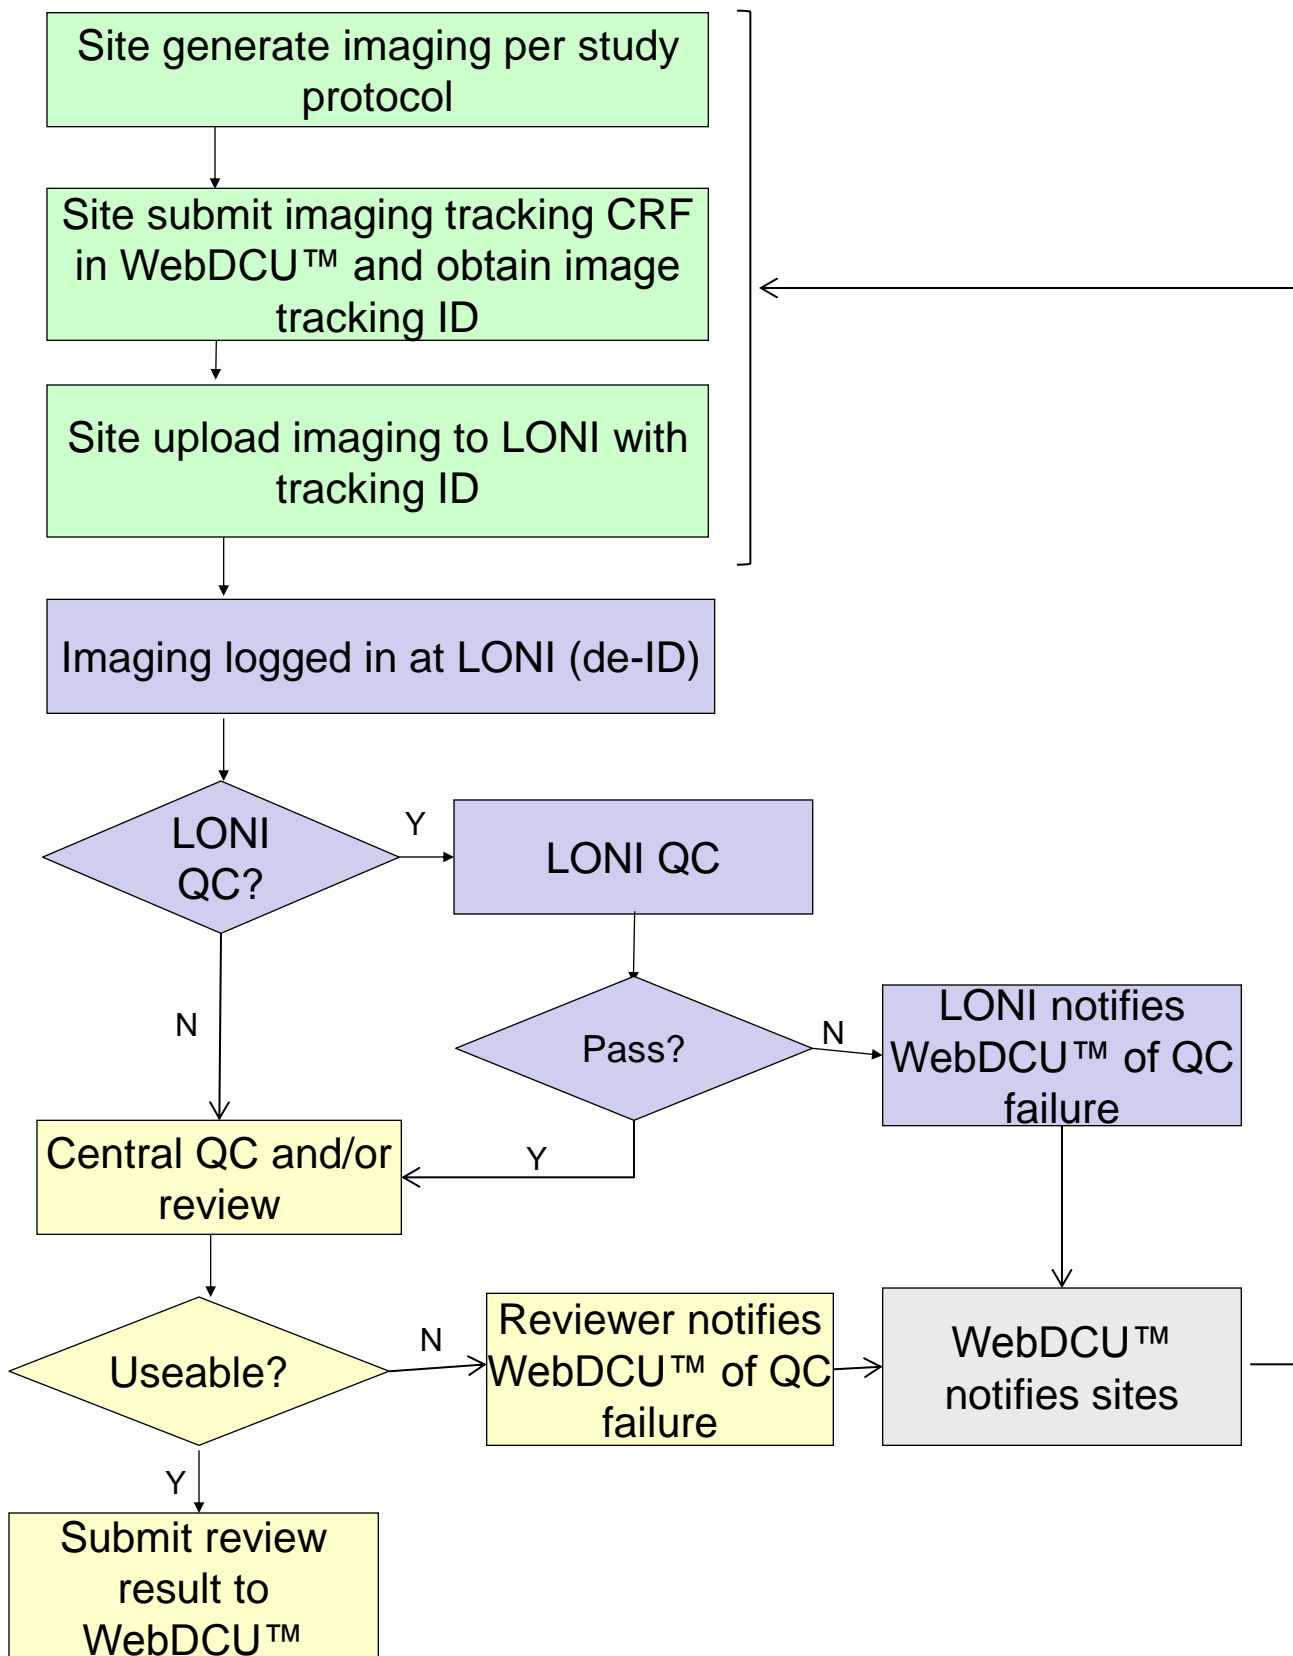 Site generate imaging per study
protocol
Site submit imaging tracking CRF
in WebDCU™ and obtain image
tracking ID
Site upload imaging to LONI with
tracking ID
Imaging logged in at LONI (de-ID)
LONI
QC?
Y
LONI QC
N
Pass?
N
LONI notifies
WebDCU™ of QC
failure
Y
Central QC and/or
review
Useable?
N
Reviewer notifies
WebDCU™ of QC
failure
WebDCU™
notifies sites
Y
Submit review
result to
WebDCU™